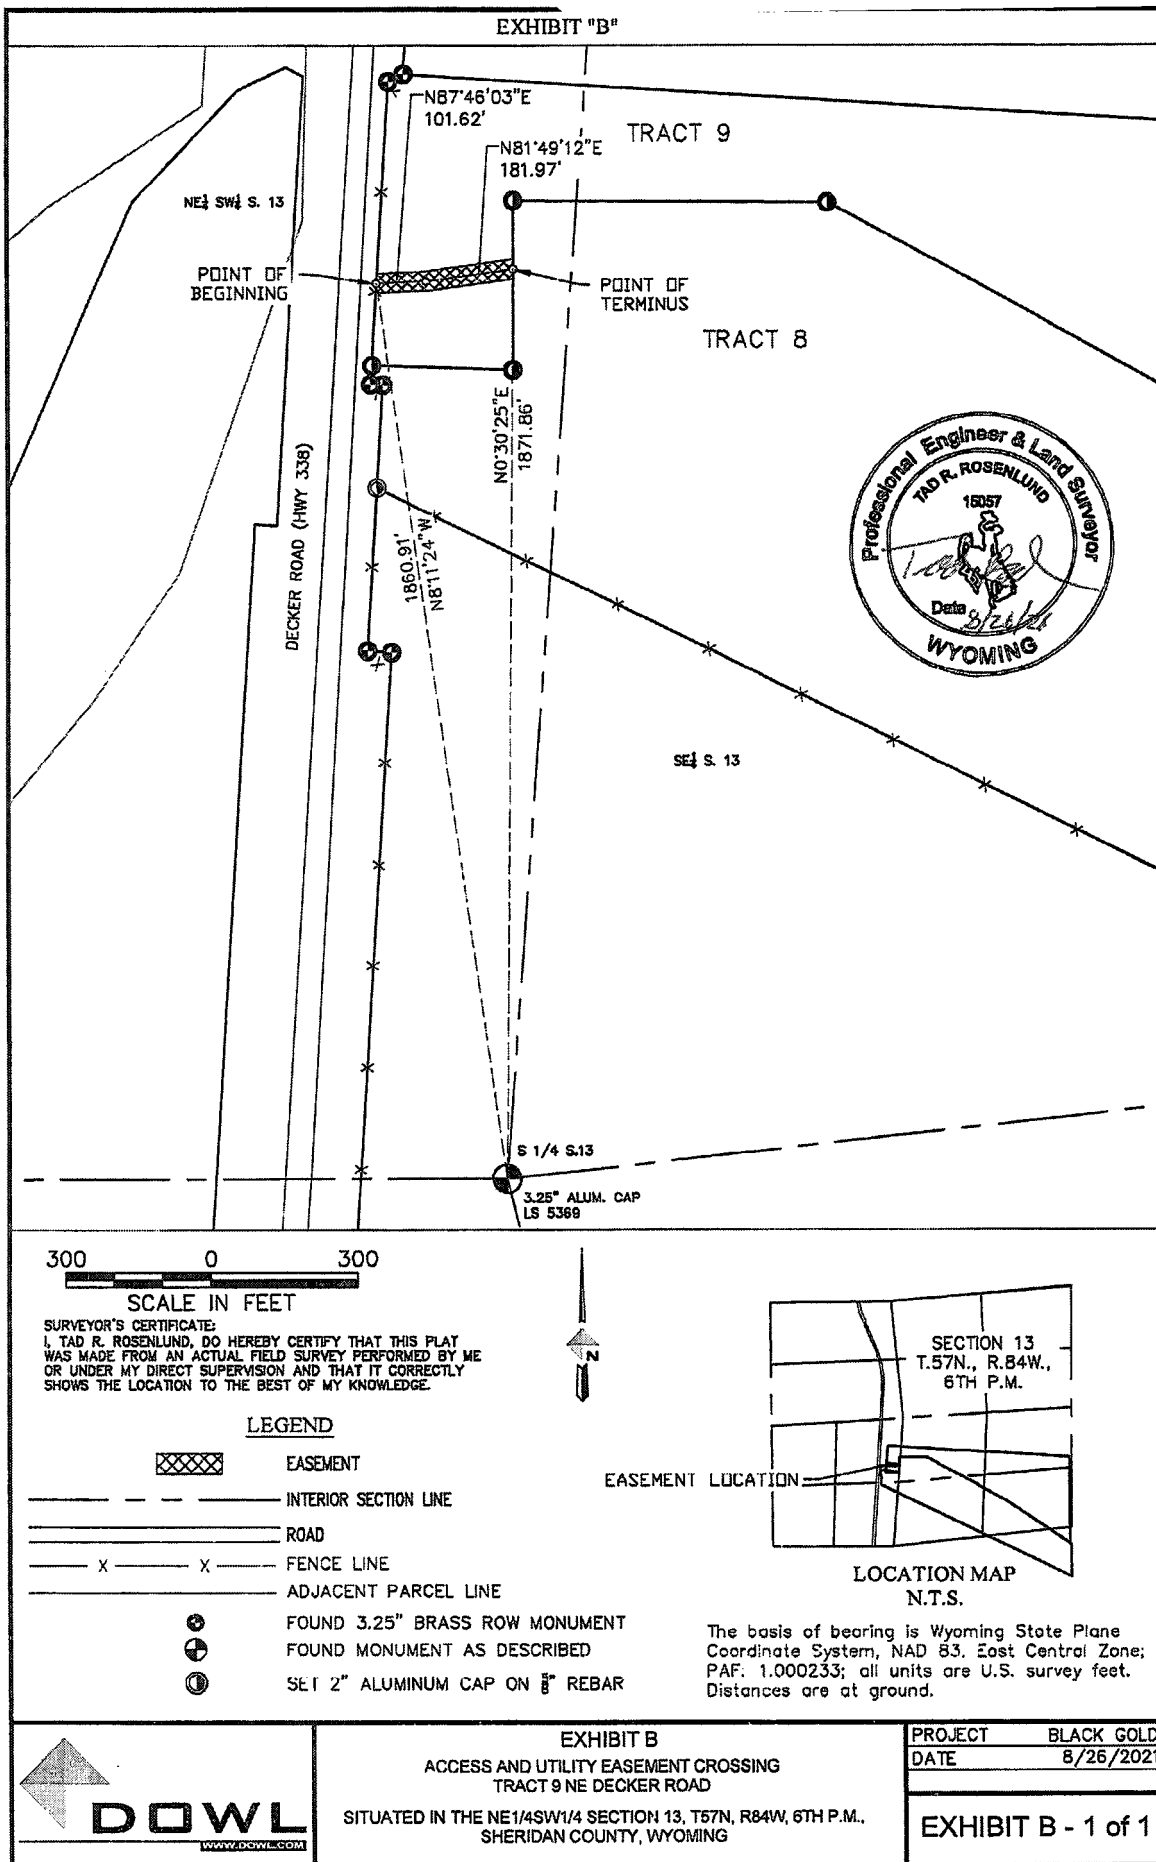 EXHIBIT "B"
N87°46'03"E
101.62'
TRACT 9
N81°49'12"E
181.97'
NE¼ SW¼ S. 13
POINT OF
BEGINNING
POINT OF
TERMINUS
TRACT 8
N0°30'25"E
1871.86'
DECKER ROAD (HWY 338)
1860.91'
N8°11'24"W
Professional Engineer & Land Surveyor
TAD R. ROSENLUND
15057
Date 8/26/21
WYOMING
SE¼ S. 13
S 1/4 S.13
3.25" ALUM. CAP
LS 5369
300 0 300
SCALE IN FEET
SURVEYOR'S CERTIFICATE:
I, TAD R. ROSENLUND, DO HEREBY CERTIFY THAT THIS PLAT
WAS MADE FROM AN ACTUAL FIELD SURVEY PERFORMED BY ME
OR UNDER MY DIRECT SUPERVISION AND THAT IT CORRECTLY
SHOWS THE LOCATION TO THE BEST OF MY KNOWLEDGE.
N
SECTION 13
T.57N., R.84W.,
6TH P.M.
EASEMENT LOCATION
LOCATION MAP
N.T.S.
LEGEND
EASEMENT
INTERIOR SECTION LINE
ROAD
X X FENCE LINE
ADJACENT PARCEL LINE
FOUND 3.25" BRASS ROW MONUMENT
FOUND MONUMENT AS DESCRIBED
SET 2" ALUMINUM CAP ON ⅝" REBAR
The basis of bearing is Wyoming State Plane
Coordinate System, NAD 83. East Central Zone;
PAF: 1.000233; all units are U.S. survey feet.
Distances are at ground.
DOWL
WWW.DOWL.COM
EXHIBIT B
ACCESS AND UTILITY EASEMENT CROSSING
TRACT 9 NE DECKER ROAD
SITUATED IN THE NE1/4SW1/4 SECTION 13, T57N, R84W, 6TH P.M.,
SHERIDAN COUNTY, WYOMING
PROJECT BLACK GOLD
DATE 8/26/2021
EXHIBIT B - 1 of 1